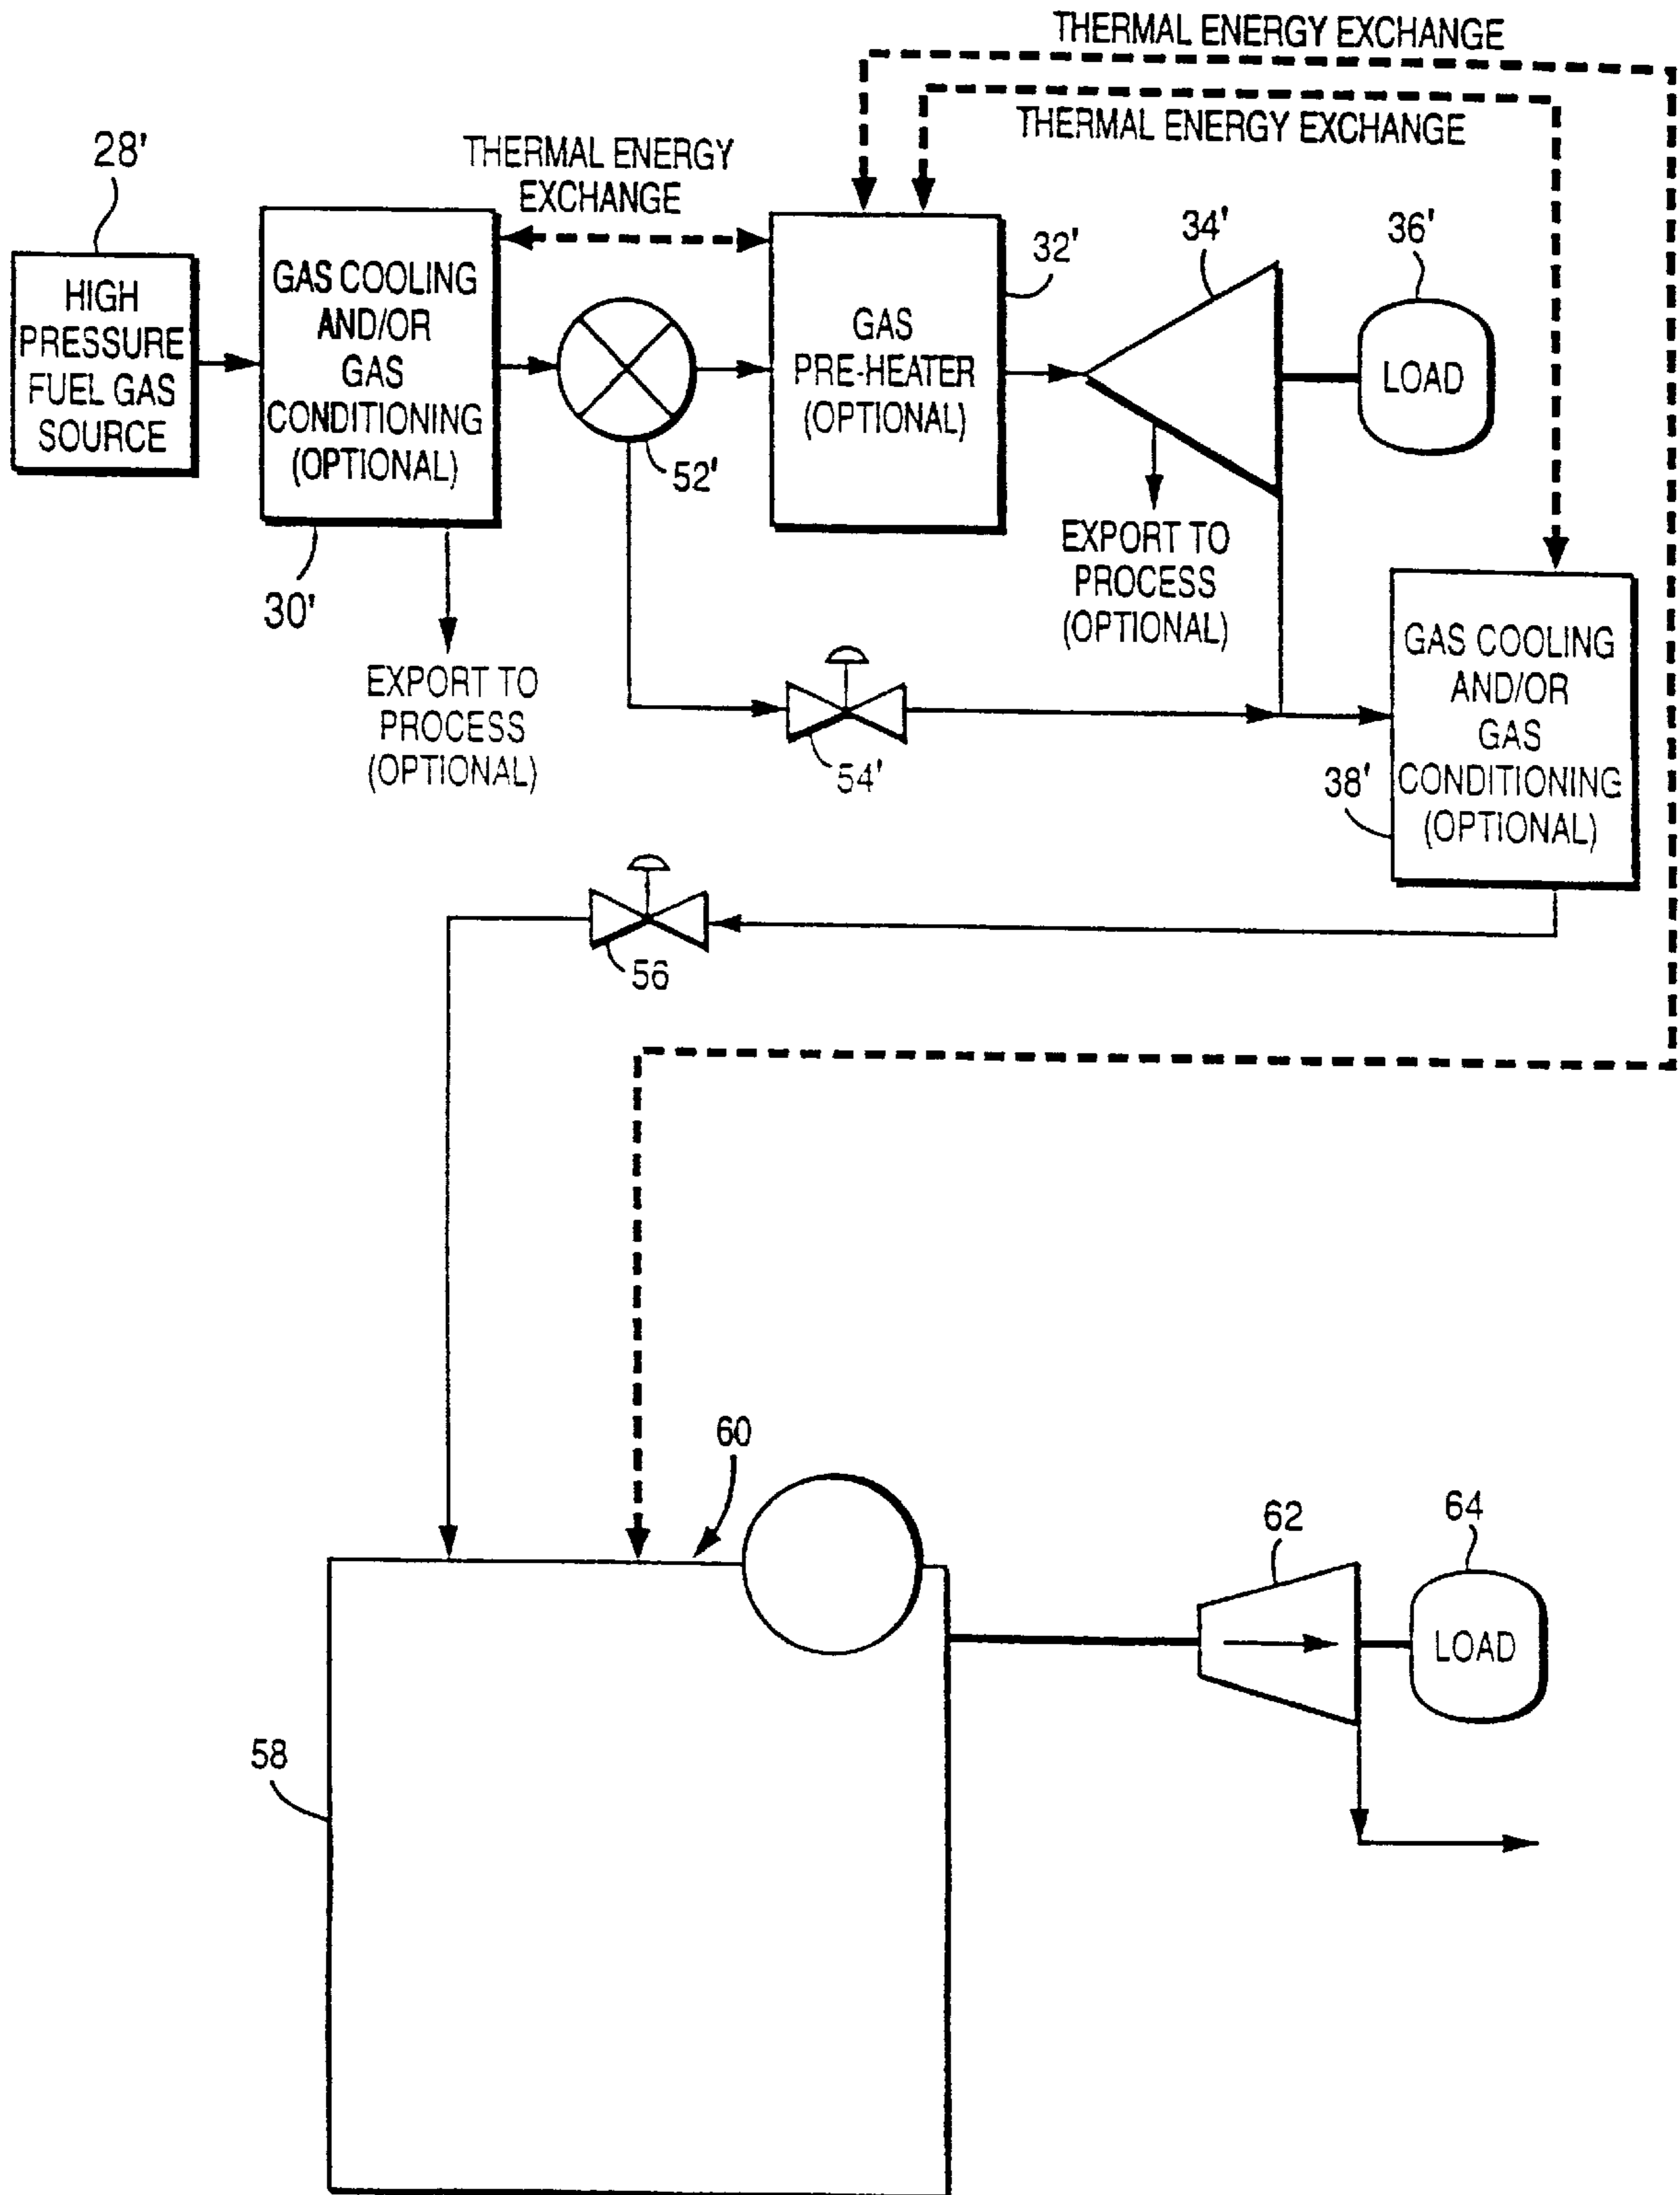 THERMAL ENERGY EXCHANGE
THERMAL ENERGY EXCHANGE
28'
THERMAL ENERGY
EXCHANGE
32'
34'
36'
HIGH
PRESSURE
FUEL GAS
SOURCE
GAS COOLING
AND/OR
GAS
CONDITIONING
(OPTIONAL)
GAS
PRE-HEATER
(OPTIONAL)
LOAD
52'
30'
EXPORT TO
PROCESS
(OPTIONAL)
EXPORT TO
PROCESS
(OPTIONAL)
GAS COOLING
AND/OR
GAS
CONDITIONING
(OPTIONAL)
54'
38'
56
60
62
64
LOAD
58